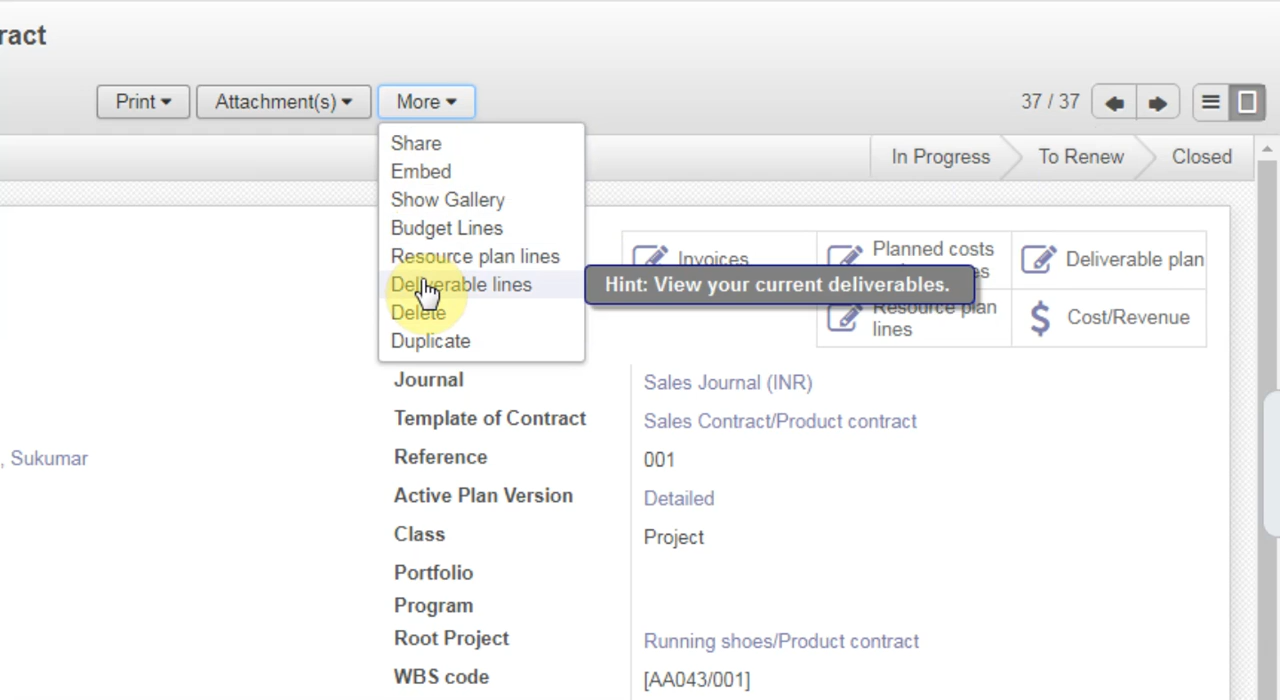 ract
Print
Attachment(s)
More
37 / 37
Share
Embed
Show Gallery
Budget Lines
Resource plan lines
Deliverable lines
Delete
Duplicate
In Progress
To Renew
Closed
Invoices
Planned costs
Deliverable plan
Hint: View your current deliverables.
Resource plan
lines
Cost/Revenue
Journal
Sales Journal (INR)
Template of Contract
Sales Contract/Product contract
Reference
001
, Sukumar
Active Plan Version
Detailed
Class
Project
Portfolio
Program
Root Project
Running shoes/Product contract
WBS code
[AA043/001]